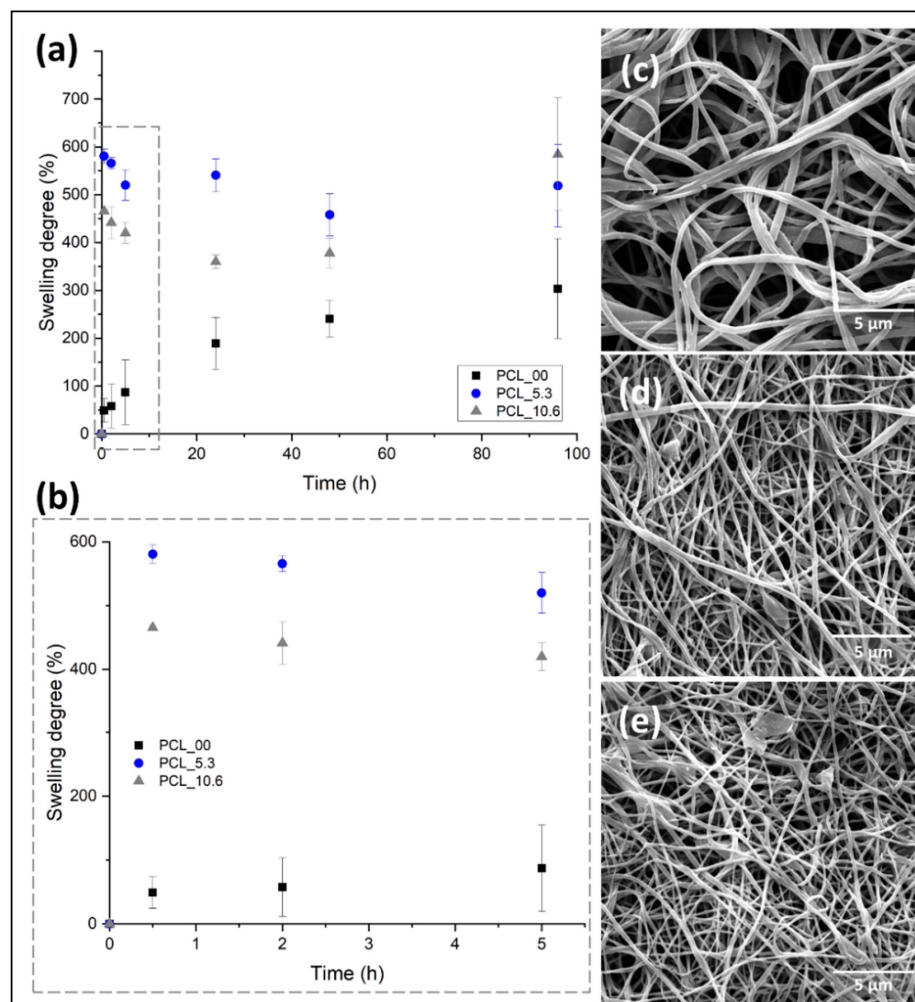 (a)
Swelling degree (%)
700
600
500
400
300
200
100
0
0
20
40
60
80
100
Time (h)
PCL_00
PCL_5.3
PCL_10.6
(b)
Swelling degree (%)
600
400
200
0
0
1
2
3
4
5
Time (h)
PCL_00
PCL_5.3
PCL_10.6
(c)
5 µm
(d)
5 µm
(e)
5 µm